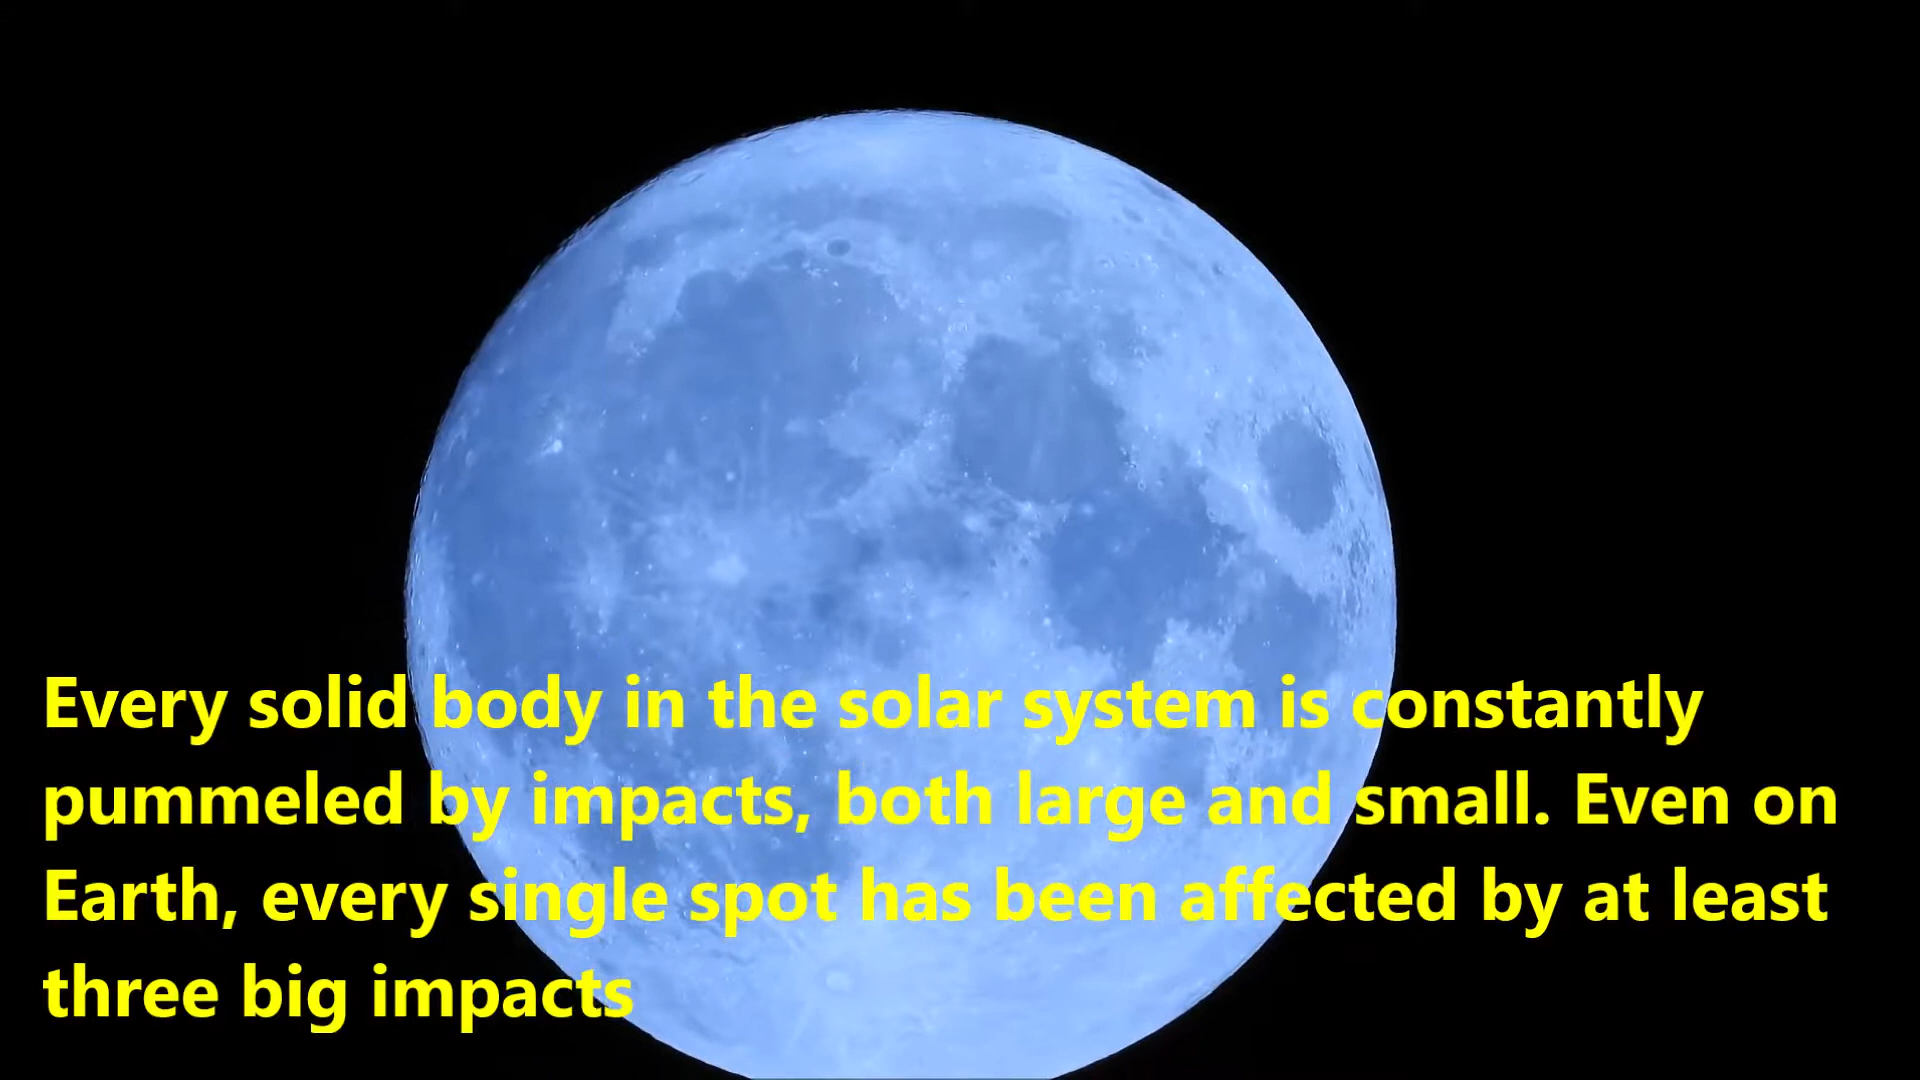 Every solid body in the solar system is constantly
pummeled by impacts, both large and small. Even on
Earth, every single spot has been affected by at least
three big impacts